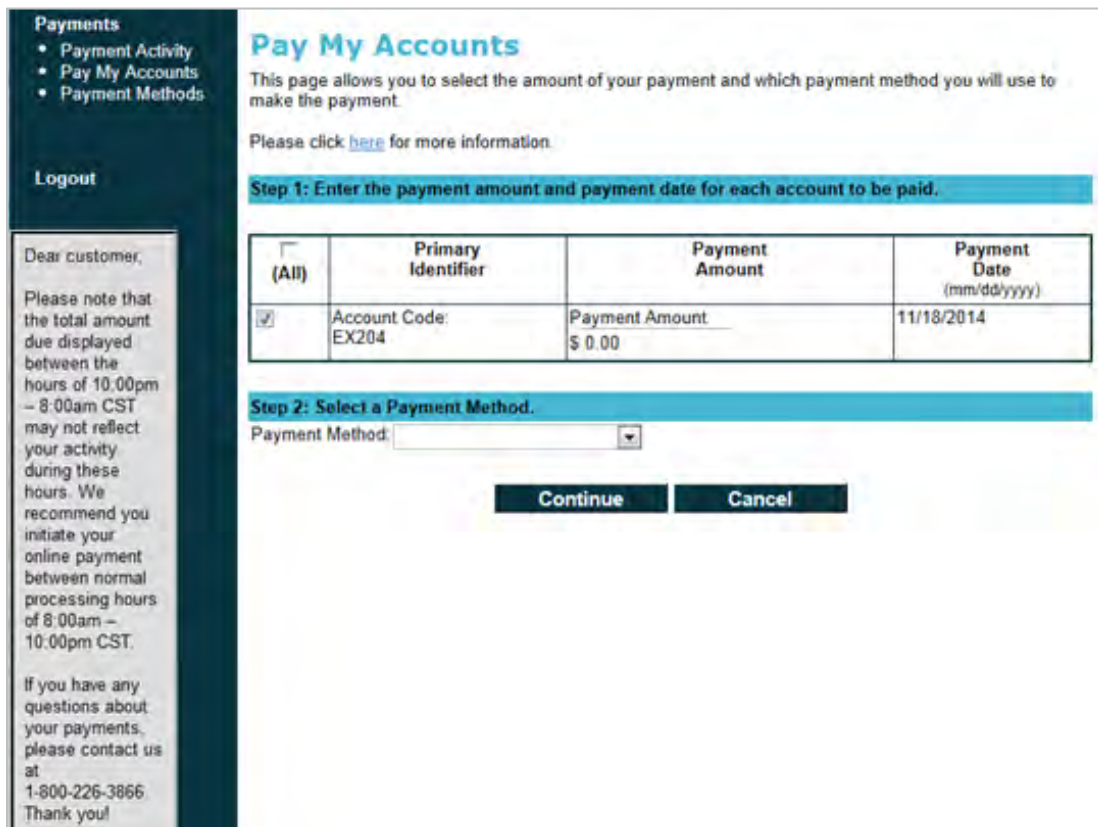 Payments
• Payment Activity
• Pay My Accounts
• Payment Methods
Logout
Dear customer,
Please note that
the total amount
due displayed
between the
hours of 10:00pm
– 8:00am CST
may not reflect
your activity
during these
hours. We
recommend you
initiate your
online payment
between normal
processing hours
of 8:00am –
10:00pm CST.
If you have any
questions about
your payments,
please contact us
at
1-800-226-3866.
Thank you!
Pay My Accounts
This page allows you to select the amount of your payment and which payment method you will use to
make the payment.
Please click here for more information.
Step 1: Enter the payment amount and payment date for each account to be paid.
(All)
Primary
Identifier
Payment
Amount
Payment
Date
(mm/dd/yyyy)
Account Code:
EX204
Payment Amount
$ 0.00
11/18/2014
Step 2: Select a Payment Method.
Payment Method:
Continue
Cancel